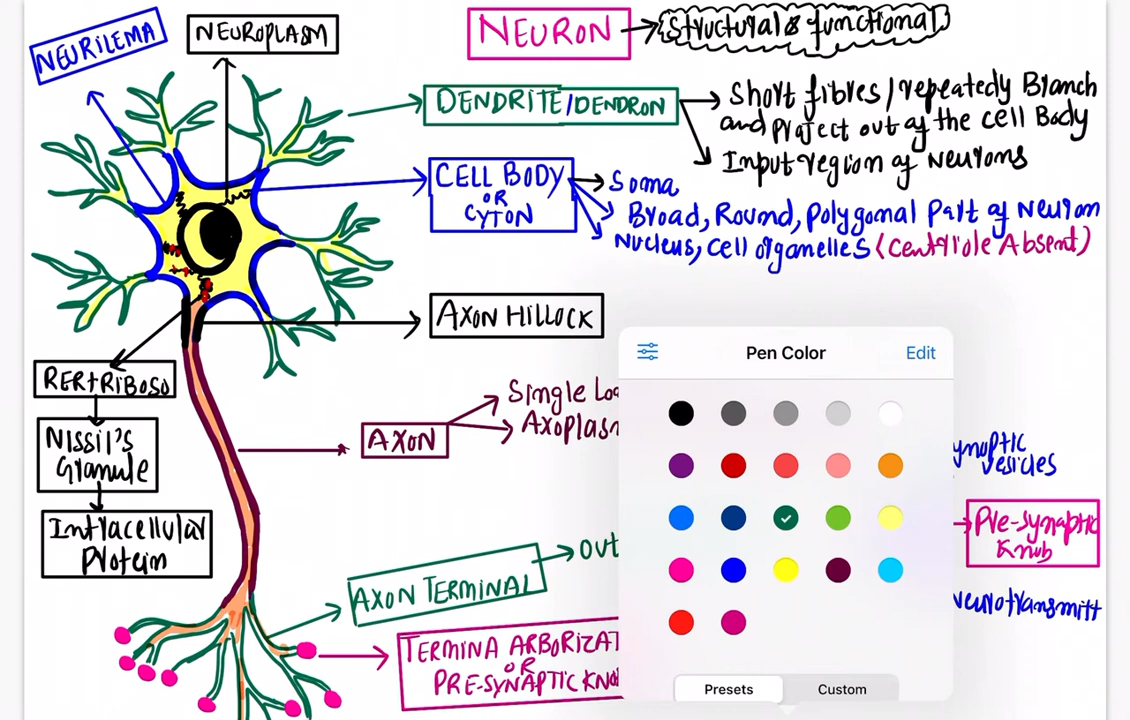 NEURILEMA
NEUROPLASM
NEURON
Structural & functional
DENDRITE/DENDRON
Short fibres/repeatedly Branch
and project out of the cell Body
Input region of Neurons
CELL BODY
OR
CYTON
Soma
Broad, Round, polygonal part of Neuron
Nucleus, cell organelles (centriole Absent)
AXON HILLOCK
RER+RIBOSO
NISSIl's
Granule
Intracellular
protein
AXON
Single Lo
Axoplasm
AXON TERMINAL
out
TERMINA ARBORIZAT
OR
PRE-SYNAPTIC KNO
ynaptic
vesicles
Pre-synaptic
Knob
Neurotransmitt
Pen Color
Edit
Presets
Custom